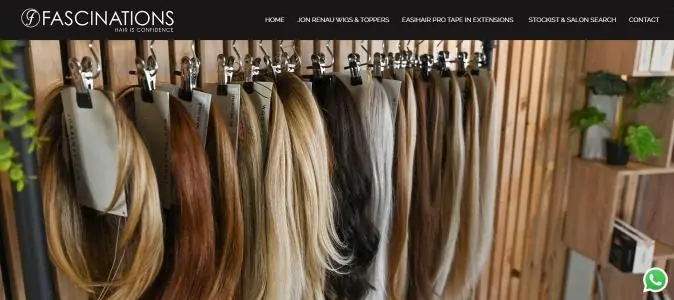 FASCINATIONS
HAIR IS CONFIDENCE
HOME JON RENAU WIGS & TOPPERS EASIHAIR PRO TAPE IN EXTENSIONS STOCKIST & SALON SEARCH CONTACT